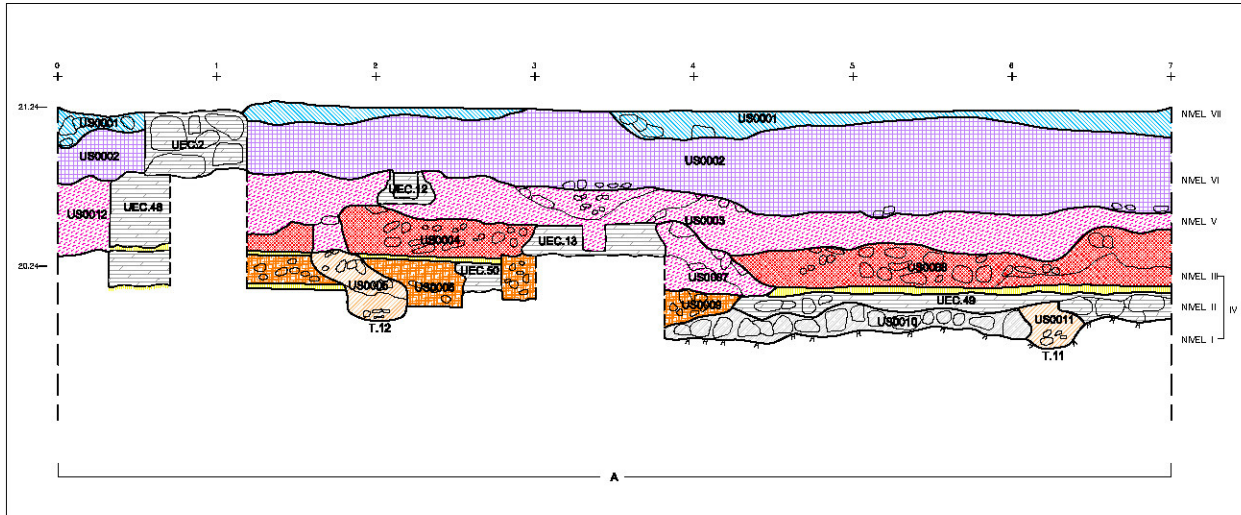 0 1 2 3 4 5 6 7
21.24
US0001 US0001 NIVEL VII
UEC.2
US0002 US0002
UEC.12 NIVEL VI
UEC.48 US0012 US0003 NIVEL V
US0004 UEC.13
20.24
UEC.50 US0008 NIVEL III
US0005 US0006 US0007
UEC.49
US0009 NIVEL II IV
US0010 US0011
T.12 NIVEL I
T.11
A